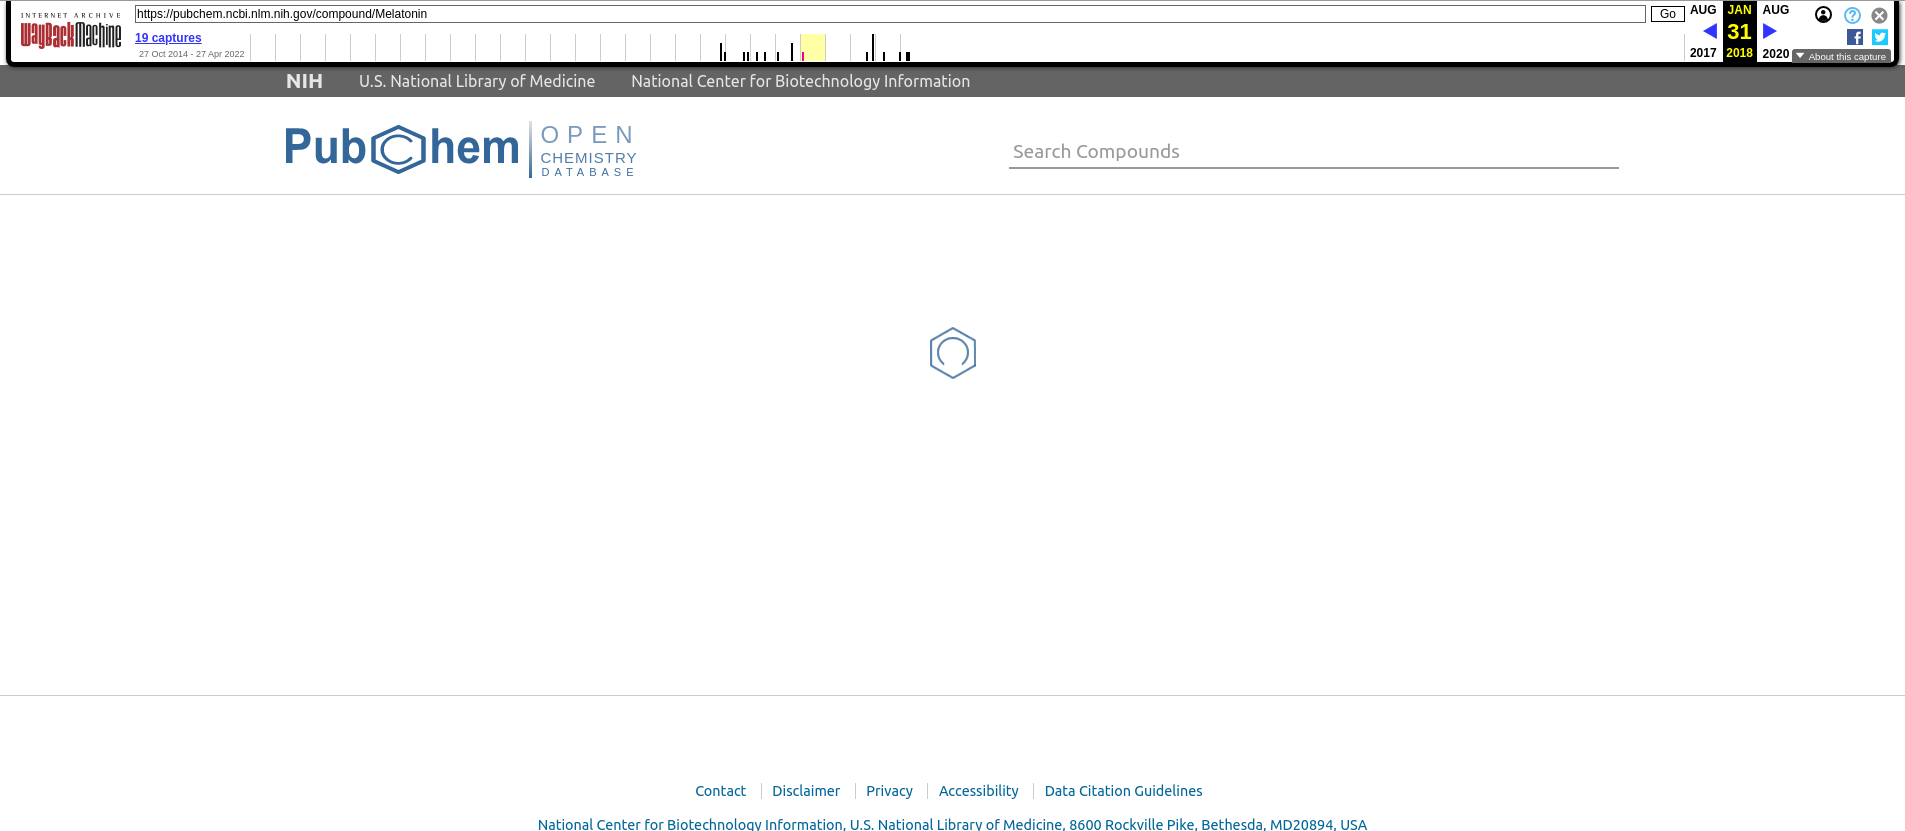 INTERNET ARCHIVE
WayBackMachine
https://pubchem.ncbi.nlm.nih.gov/compound/Melatonin
Go
19 captures
27 Oct 2014 - 27 Apr 2022
AUG JAN AUG
31
2017 2018 2020
About this capture
NIH U.S. National Library of Medicine National Center for Biotechnology Information
PubChem OPEN
CHEMISTRY
DATABASE
Search Compounds
Contact Disclaimer Privacy Accessibility Data Citation Guidelines
National Center for Biotechnology Information, U.S. National Library of Medicine, 8600 Rockville Pike, Bethesda, MD20894, USA